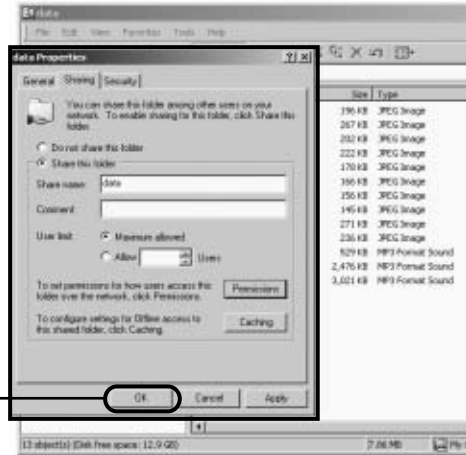 data
File Edit View Favorites Tools Help
data Properties
General Sharing Security
You can share this folder among other users on your
network. To enable sharing for this folder, click Share this
folder.
Do not share this folder
Share this folder
Share name: data
Comment:
User limit: Maximum allowed
Allow Users
To set permissions for how users access this
folder over the network, click Permissions.
Permissions
To configure settings for Offline access to
this shared folder, click Caching.
Caching
OK Cancel Apply
Size Type
196 KB JPEG Image
267 KB JPEG Image
202 KB JPEG Image
222 KB JPEG Image
178 KB JPEG Image
166 KB JPEG Image
156 KB JPEG Image
145 KB JPEG Image
271 KB JPEG Image
236 KB JPEG Image
929 KB MP3 Format Sound
2,476 KB MP3 Format Sound
3,021 KB MP3 Format Sound
13 object(s) (Disk free space: 12.9 GB) 7.86 MB My